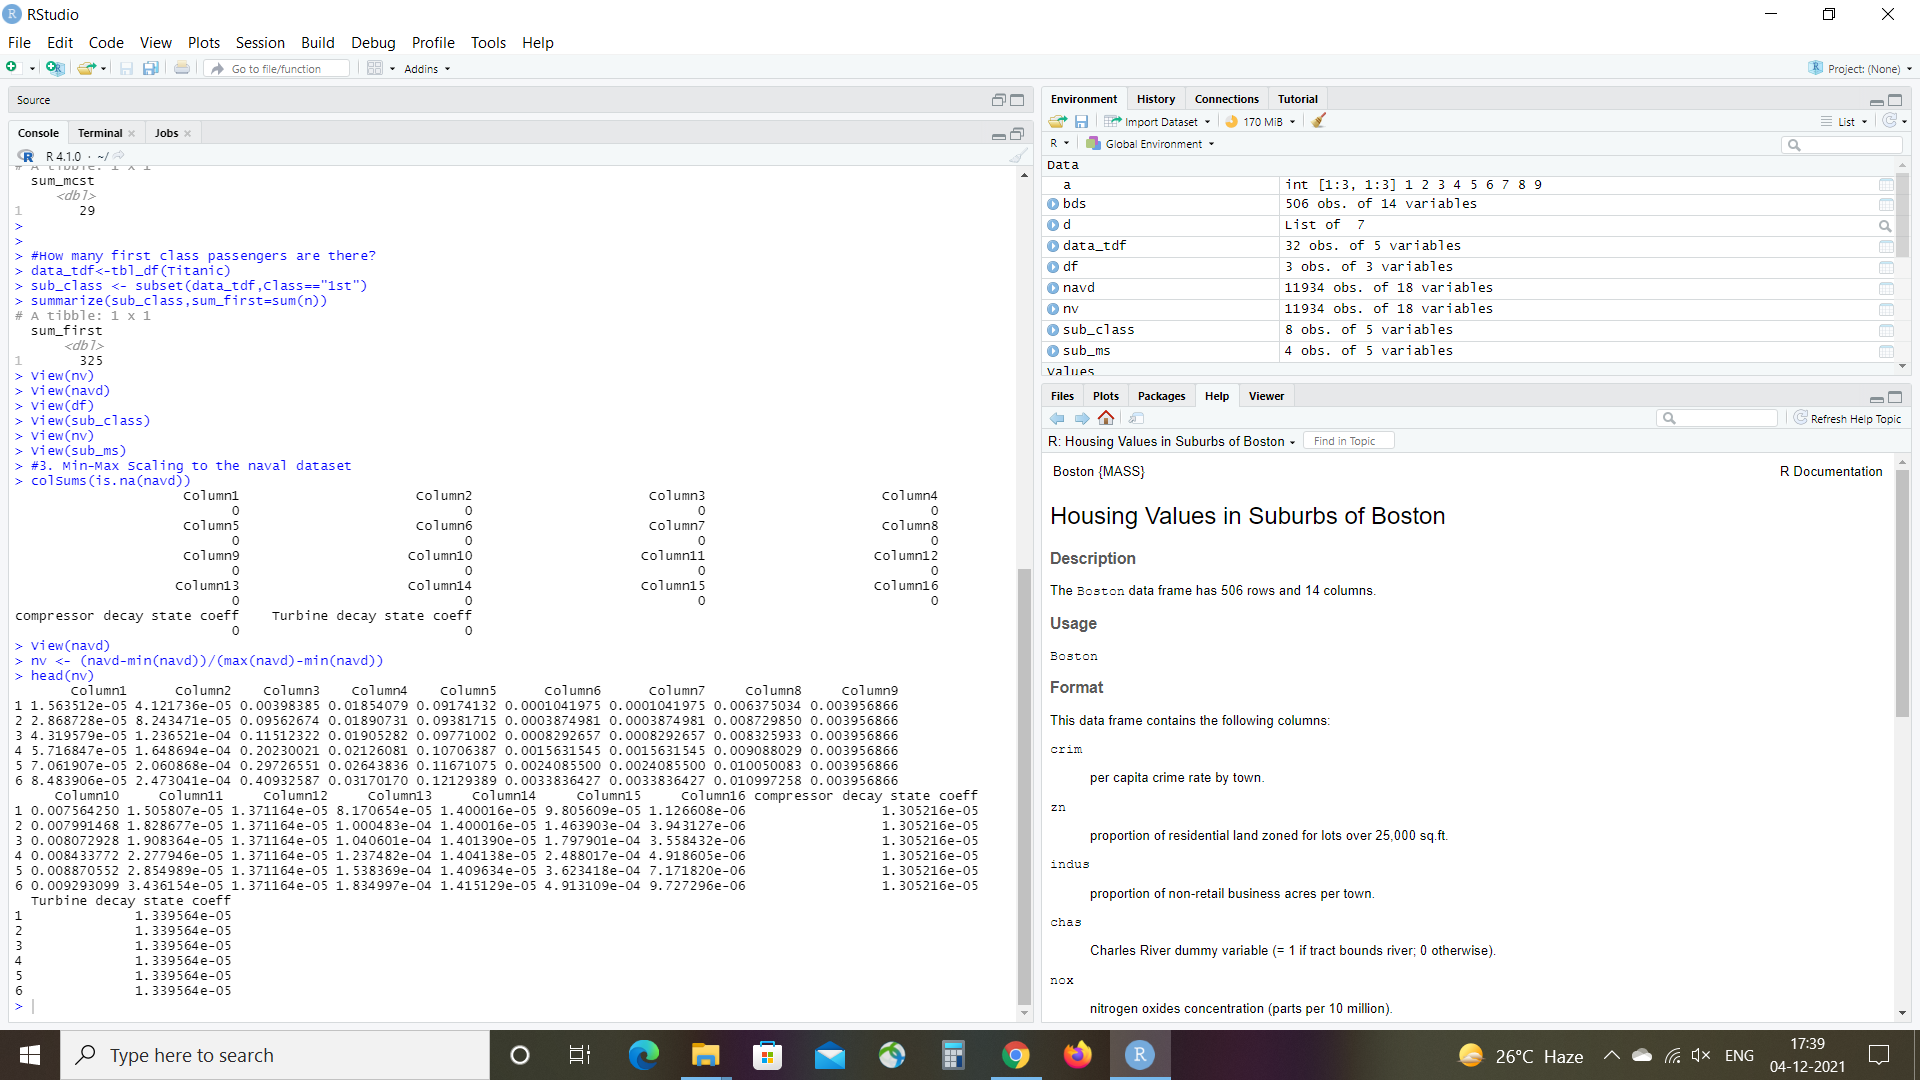 RStudio
File Edit Code View Plots Session Build Debug Profile Tools Help
Go to file/function Addins Project: (None)
Source
Console Terminal Jobs
R 4.1.0 · ~/
# A tibble: 1 x 1
sum_mcst
<dbl>
1 29
>
>
> #How many first class passengers are there?
> data_tdf<-tbl_df(Titanic)
> sub_class <- subset(data_tdf,Class=="1st")
> summarize(sub_class,sum_first=sum(n))
# A tibble: 1 x 1
sum_first
<dbl>
1 325
> View(nv)
> View(navd)
> View(df)
> View(sub_class)
> View(nv)
> View(sub_ms)
> #3. Min-Max Scaling to the naval dataset
> colSums(is.na(navd))
Column1 Column2 Column3 Column4
0 0 0 0
Column5 Column6 Column7 Column8
0 0 0 0
Column9 Column10 Column11 Column12
0 0 0 0
Column13 Column14 Column15 Column16
0 0 0 0
compressor decay state coeff Turbine decay state coeff
0 0
> View(navd)
> nv <- (navd-min(navd))/(max(navd)-min(navd))
> head(nv)
Column1 Column2 Column3 Column4 Column5 Column6 Column7 Column8 Column9
1 1.563512e-05 4.121736e-05 0.00398385 0.01854079 0.09174132 0.0001041975 0.0001041975 0.006375034 0.003956866
2 2.868728e-05 8.243471e-05 0.09562674 0.01890731 0.09381715 0.0003874981 0.0003874981 0.008729850 0.003956866
3 4.319579e-05 1.236521e-04 0.11512322 0.01905282 0.09771002 0.0008292657 0.0008292657 0.008325933 0.003956866
4 5.716847e-05 1.648694e-04 0.20230021 0.02126081 0.10706387 0.0015631545 0.0015631545 0.009088029 0.003956866
5 7.061907e-05 2.060868e-04 0.29726551 0.02643836 0.11671075 0.0024085500 0.0024085500 0.010050083 0.003956866
6 8.483906e-05 2.473041e-04 0.40932587 0.03170170 0.12129389 0.0033836427 0.0033836427 0.010997258 0.003956866
Column10 Column11 Column12 Column13 Column14 Column15 Column16 compressor decay state coeff
1 0.007564250 1.505807e-05 1.371164e-05 8.170654e-05 1.400016e-05 9.805609e-05 1.126608e-06 1.305216e-05
2 0.007991468 1.828677e-05 1.371164e-05 1.000483e-04 1.400016e-05 1.463903e-04 3.943127e-06 1.305216e-05
3 0.008072928 1.908364e-05 1.371164e-05 1.040601e-04 1.401390e-05 1.797901e-04 3.558432e-06 1.305216e-05
4 0.008433772 2.277946e-05 1.371164e-05 1.237482e-04 1.404138e-05 2.488017e-04 4.918605e-06 1.305216e-05
5 0.008870552 2.854989e-05 1.371164e-05 1.538369e-04 1.409634e-05 3.623418e-04 7.171820e-06 1.305216e-05
6 0.009293099 3.436154e-05 1.371164e-05 1.834997e-04 1.415129e-05 4.913109e-04 9.727296e-06 1.305216e-05
Turbine decay state coeff
1 1.339564e-05
2 1.339564e-05
3 1.339564e-05
4 1.339564e-05
5 1.339564e-05
6 1.339564e-05
>
Environment History Connections Tutorial
Import Dataset 170 MiB List
R Global Environment
Data
a int [1:3, 1:3] 1 2 3 4 5 6 7 8 9
bds 506 obs. of 14 variables
d List of 7
data_tdf 32 obs. of 5 variables
df 3 obs. of 3 variables
navd 11934 obs. of 18 variables
nv 11934 obs. of 18 variables
sub_class 8 obs. of 5 variables
sub_ms 4 obs. of 5 variables
Values
Files Plots Packages Help Viewer
Refresh Help Topic
R: Housing Values in Suburbs of Boston Find in Topic
Boston {MASS} R Documentation
Housing Values in Suburbs of Boston
Description
The Boston data frame has 506 rows and 14 columns.
Usage
Boston
Format
This data frame contains the following columns:
crim
per capita crime rate by town.
zn
proportion of residential land zoned for lots over 25,000 sq.ft.
indus
proportion of non-retail business acres per town.
chas
Charles River dummy variable (= 1 if tract bounds river; 0 otherwise).
nox
nitrogen oxides concentration (parts per 10 million).
Type here to search
26°C Haze ENG 17:39
04-12-2021